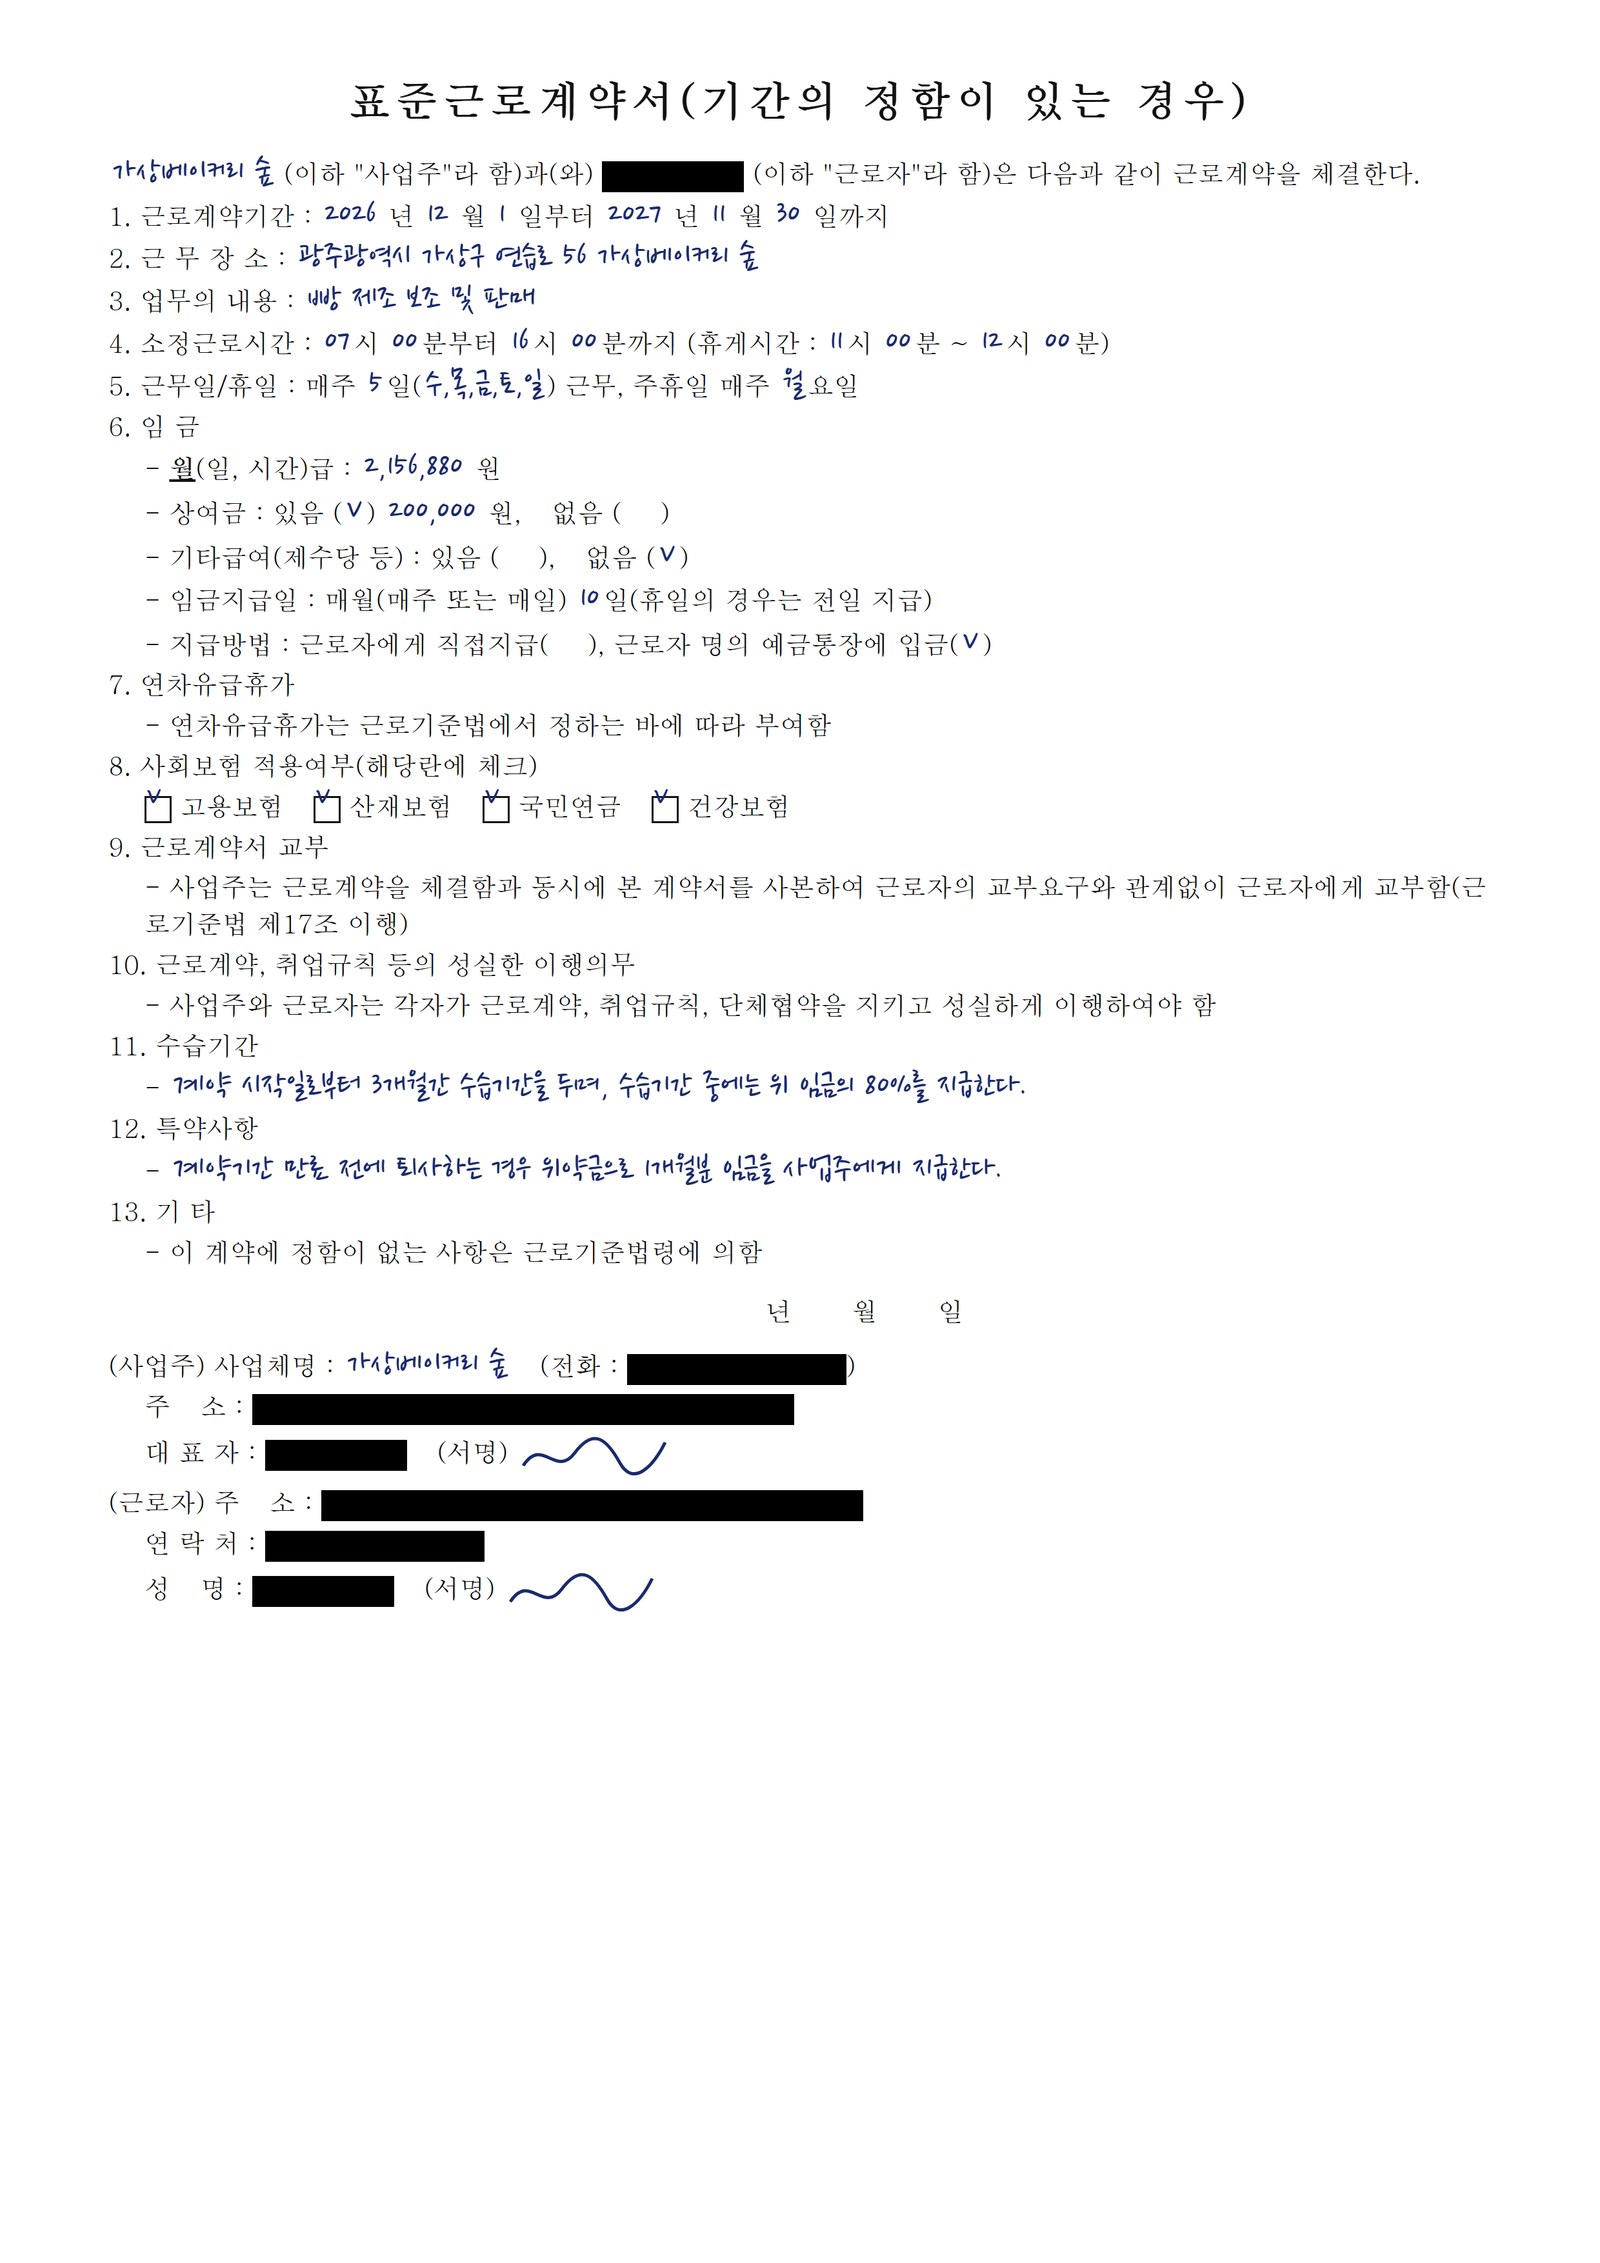 표준근로계약서(기간의 정함이 있는 경우)
가상베이커리 숲 (이하 "사업주"라 함)과(와) (이하 "근로자"라 함)은 다음과 같이 근로계약을 체결한다.
1. 근로계약기간 : 2026 년 12 월 1 일부터 2027 년 11 월 30 일까지
2. 근 무 장 소 : 광주광역시 가상구 연습로 56 가상베이커리 숲
3. 업무의 내용 : 빵 제조 보조 및 판매
4. 소정근로시간 : 07시 00분부터 16시 00분까지 (휴게시간 : 11시 00분 ~ 12시 00분)
5. 근무일/휴일 : 매주 5일(수,목,금,토,일) 근무, 주휴일 매주 월요일
6. 임 금
- 월(일, 시간)급 : 2,156,880 원
- 상여금 : 있음 (V) 200,000 원, 없음 ( )
- 기타급여(제수당 등) : 있음 ( ), 없음 (V)
- 임금지급일 : 매월(매주 또는 매일) 10일(휴일의 경우는 전일 지급)
- 지급방법 : 근로자에게 직접지급( ), 근로자 명의 예금통장에 입금(V)
7. 연차유급휴가
- 연차유급휴가는 근로기준법에서 정하는 바에 따라 부여함
8. 사회보험 적용여부(해당란에 체크)
V 고용보험 V 산재보험 V 국민연금 V 건강보험
9. 근로계약서 교부
- 사업주는 근로계약을 체결함과 동시에 본 계약서를 사본하여 근로자의 교부요구와 관계없이 근로자에게 교부함(근
로기준법 제17조 이행)
10. 근로계약, 취업규칙 등의 성실한 이행의무
- 사업주와 근로자는 각자가 근로계약, 취업규칙, 단체협약을 지키고 성실하게 이행하여야 함
11. 수습기간
- 계약 시작일로부터 3개월간 수습기간을 두며, 수습기간 중에는 위 임금의 80%를 지급한다.
12. 특약사항
- 계약기간 만료 전에 퇴사하는 경우 위약금으로 1개월분 임금을 사업주에게 지급한다.
13. 기 타
- 이 계약에 정함이 없는 사항은 근로기준법령에 의함
년 월 일
(사업주) 사업체명 : 가상베이커리 숲 (전화 : )
주 소 :
대 표 자 : (서명)
(근로자) 주 소 :
연 락 처 :
성 명 : (서명)